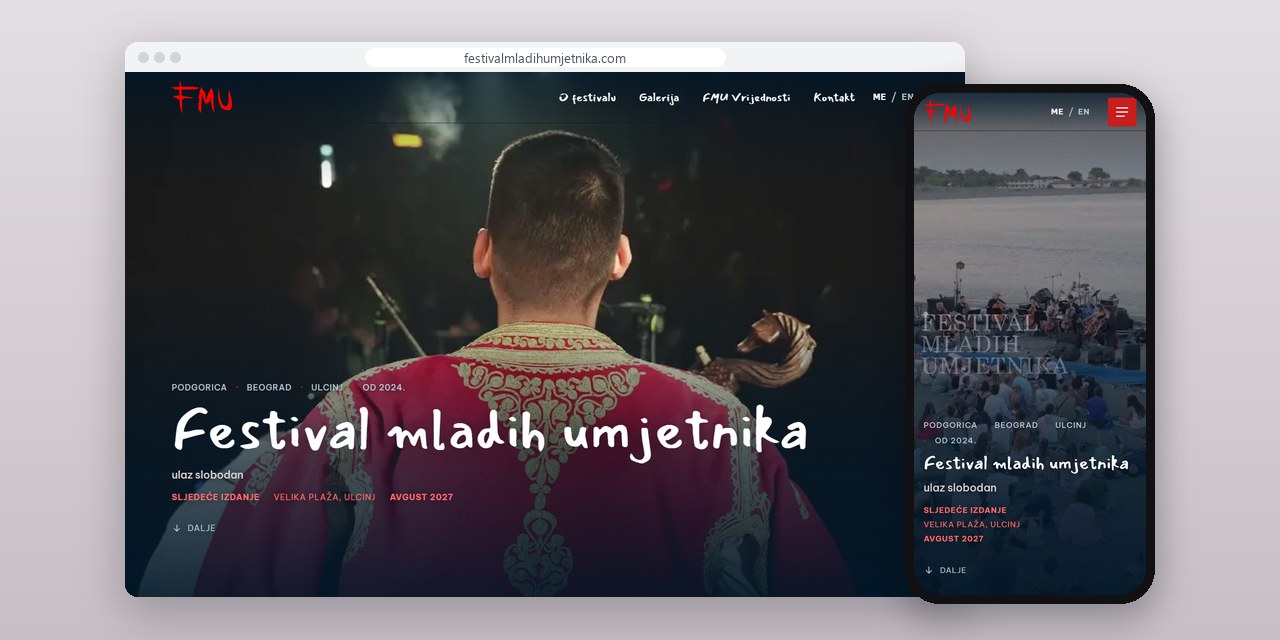 festivalmladihumjetnika.com
FMU
O festivalu Galerija FMU Vrijednosti Kontakt ME / EN
PODGORICA · BEOGRAD · ULCINJ OD 2024.
Festival mladih umjetnika
ulaz slobodan
SLJEDEĆE IZDANJE VELIKA PLAŽA, ULCINJ AVGUST 2027
↓ DALJE
FMU
ME / EN
FESTIVAL
MLADIH
UMJETNIKA
PODGORICA BEOGRAD ULCINJ
OD 2024.
Festival mladih umjetnika
ulaz slobodan
SLJEDEĆE IZDANJE
VELIKA PLAŽA, ULCINJ
AVGUST 2027
↓ DALJE